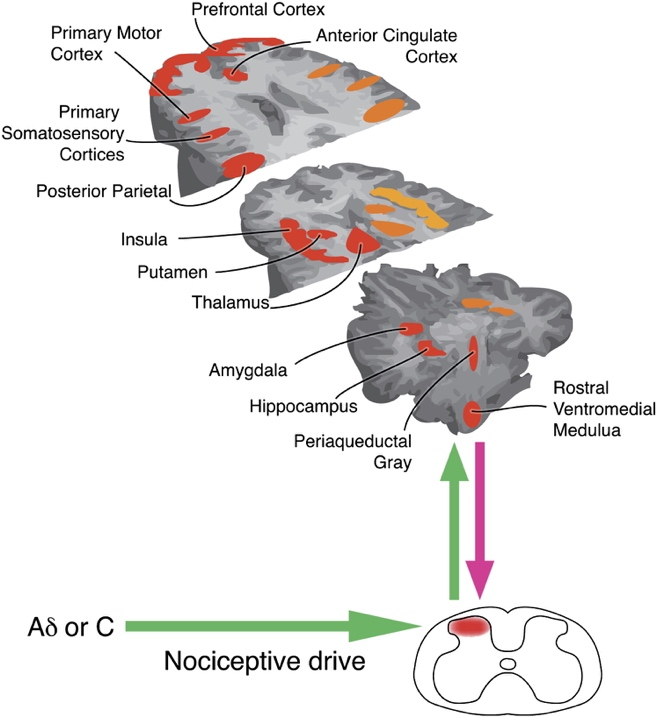 Prefrontal Cortex
Primary Motor
Cortex
Anterior Cingulate
Cortex
Primary
Somatosensory
Cortices
Posterior Parietal
Insula
Putamen
Thalamus
Amygdala
Hippocampus
Periaqueductal
Gray
Rostral
Ventromedial
Medulua
Aδ or C
Nociceptive drive